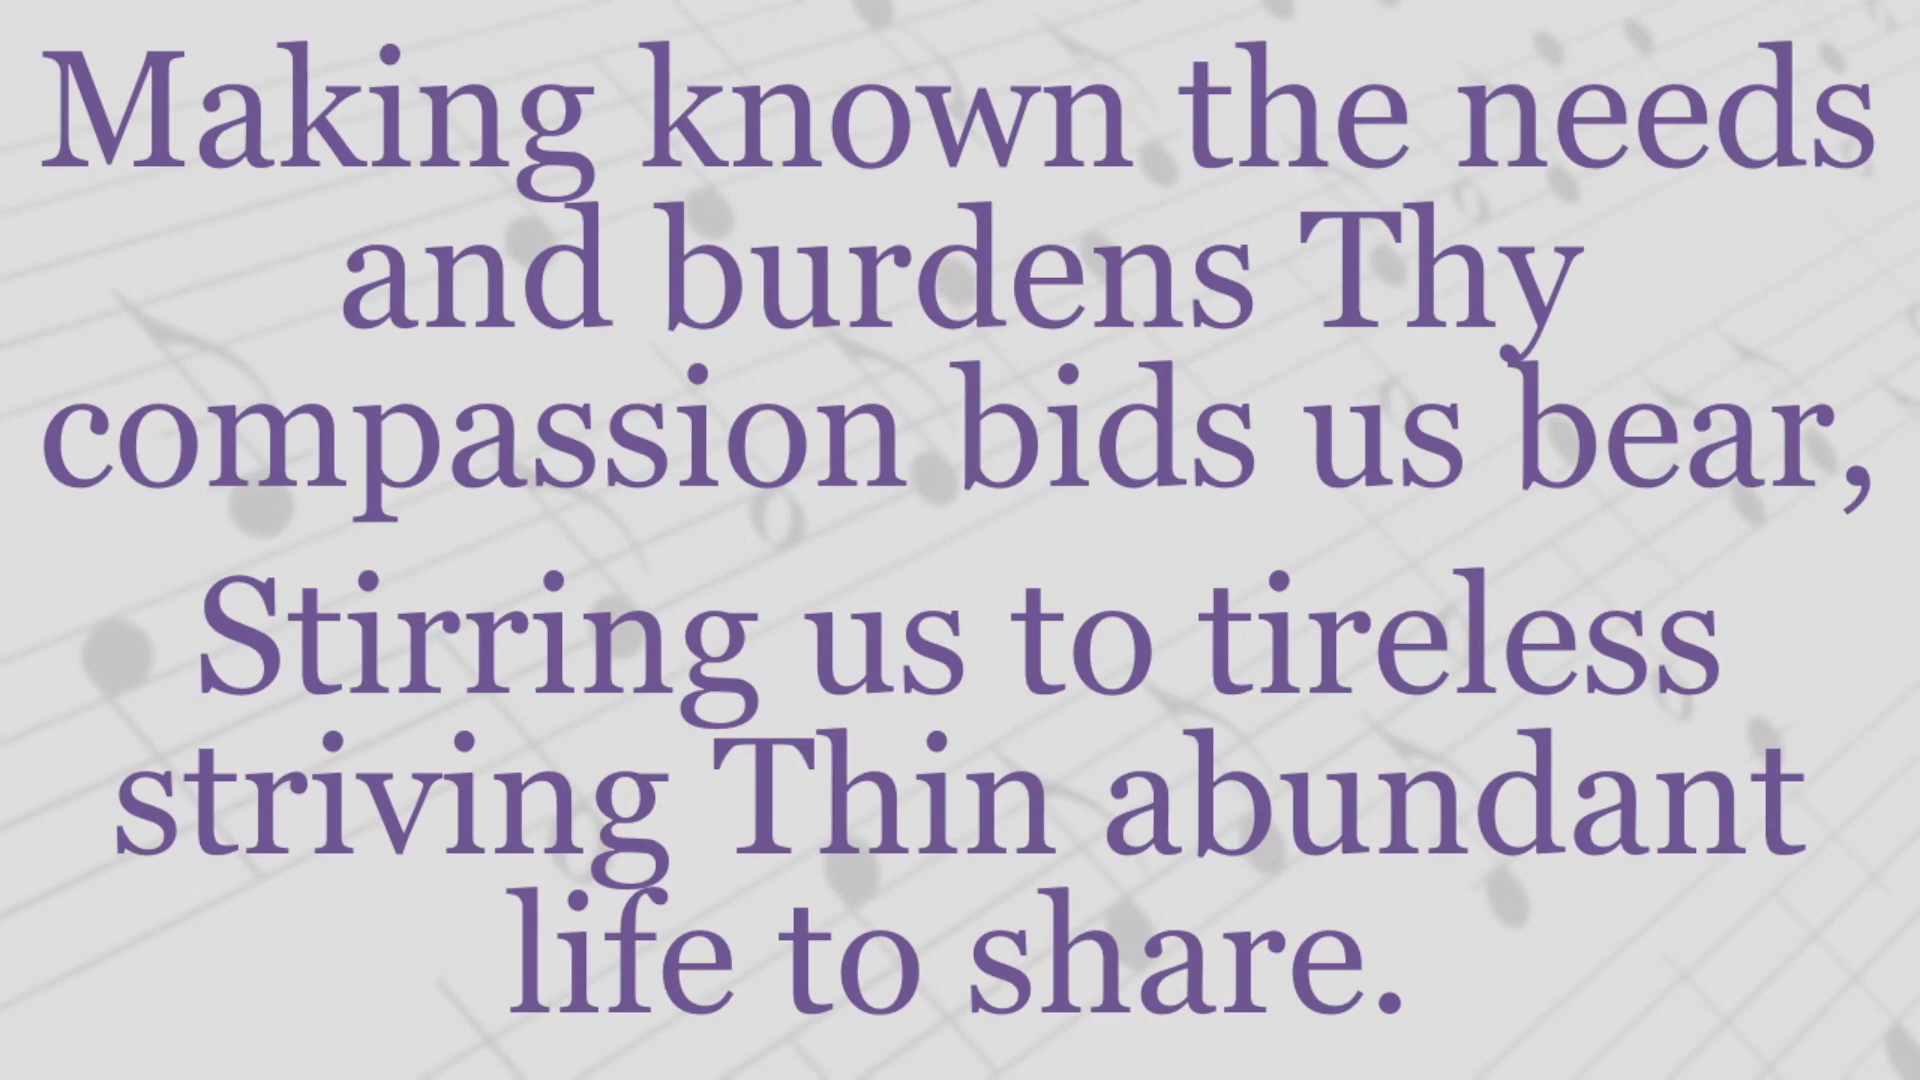 Making known the needs
and burdens Thy
compassion bids us bear,
Stirring us to tireless
striving Thin abundant
life to share.